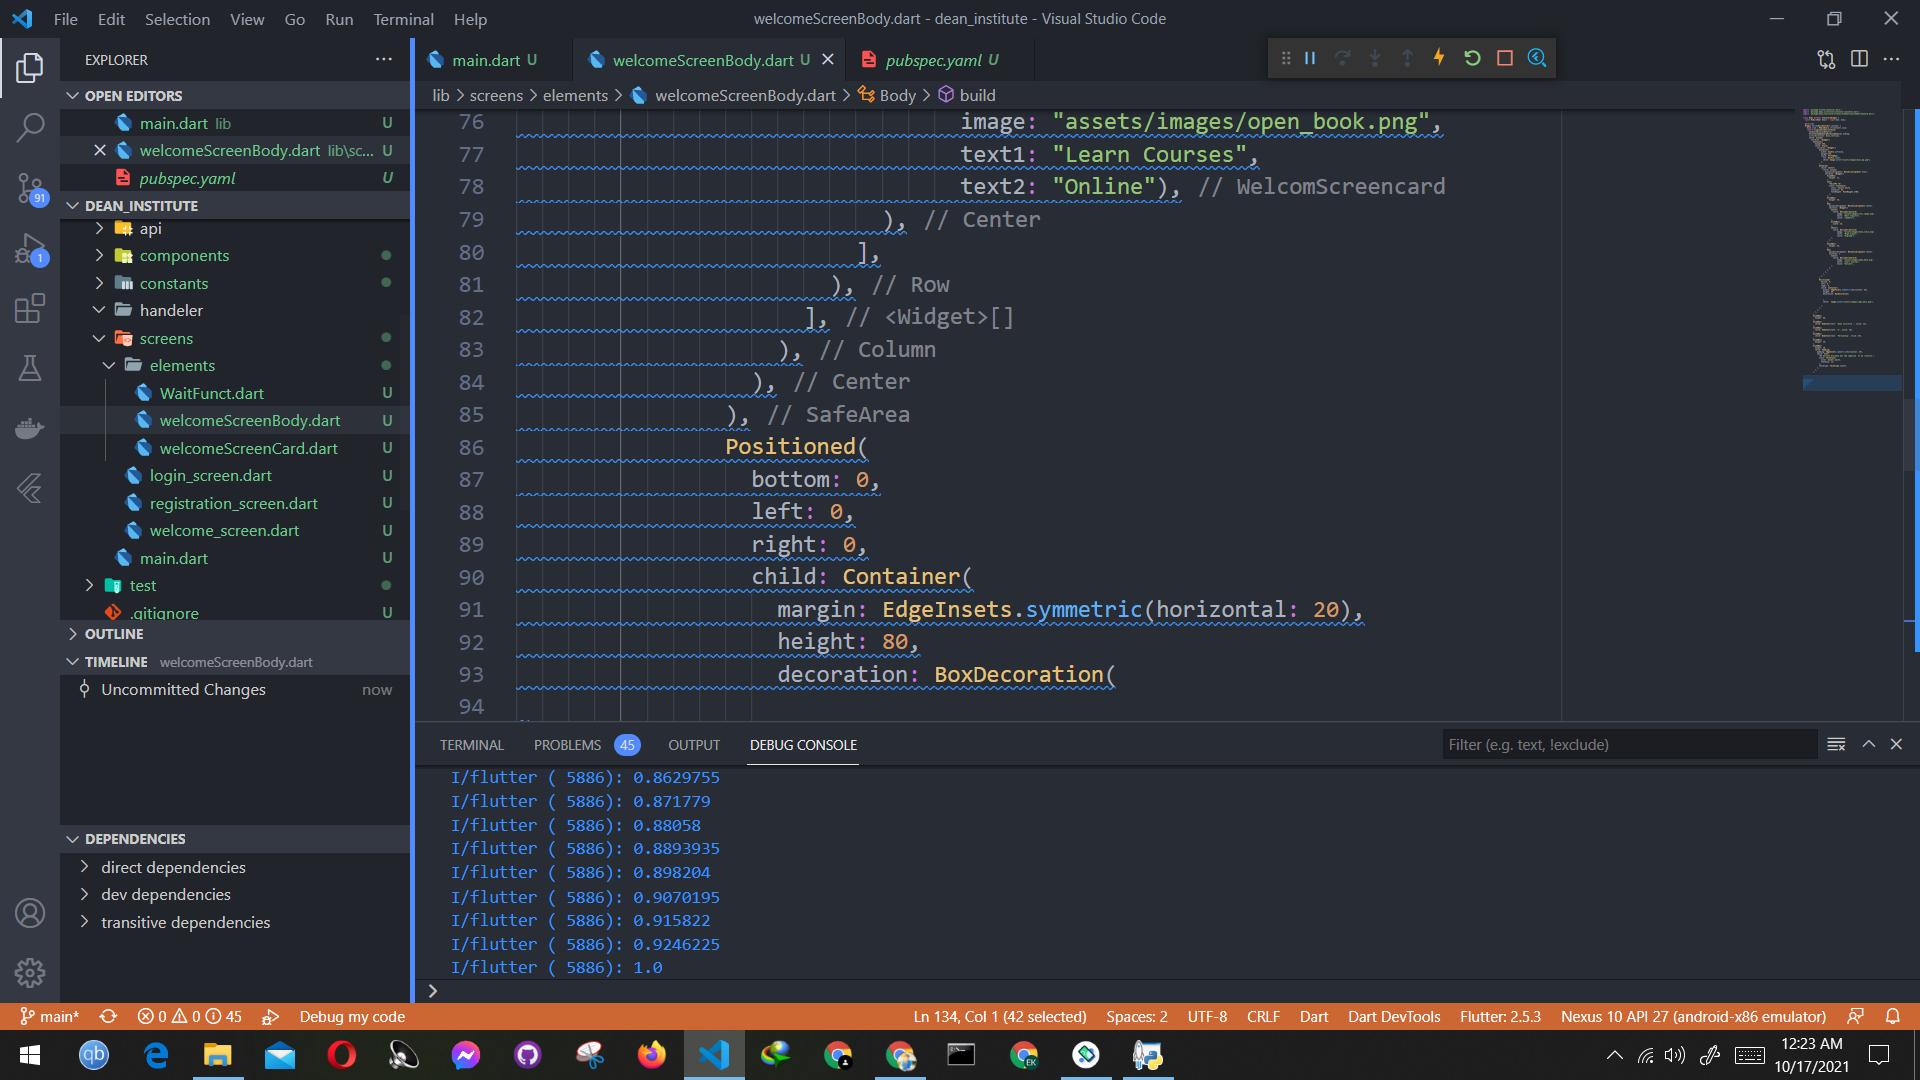 File Edit Selection View Go Run Terminal Help
welcomeScreenBody.dart - dean_institute - Visual Studio Code
EXPLORER
OPEN EDITORS
main.dart lib U
welcomeScreenBody.dart lib\sc... U
pubspec.yaml U
DEAN_INSTITUTE
api
components
constants
handeler
screens
elements
WaitFunct.dart U
welcomeScreenBody.dart U
welcomeScreenCard.dart U
login_screen.dart U
registration_screen.dart U
welcome_screen.dart U
main.dart U
test
.gitignore U
OUTLINE
TIMELINE welcomeScreenBody.dart
Uncommitted Changes now
DEPENDENCIES
direct dependencies
dev dependencies
transitive dependencies
91
1
main.dart U
welcomeScreenBody.dart U
pubspec.yaml U
lib > screens > elements > welcomeScreenBody.dart > Body > build
76 image: "assets/images/open_book.png",
77 text1: "Learn Courses",
78 text2: "Online"), // WelcomScreencard
79 ), // Center
80 ],
81 ), // Row
82 ], // <Widget>[]
83 ), // Column
84 ), // Center
85 ), // SafeArea
86 Positioned(
87 bottom: 0,
88 left: 0,
89 right: 0,
90 child: Container(
91 margin: EdgeInsets.symmetric(horizontal: 20),
92 height: 80,
93 decoration: BoxDecoration(
94
TERMINAL PROBLEMS 45 OUTPUT DEBUG CONSOLE
Filter (e.g. text, !exclude)
I/flutter ( 5886): 0.8629755
I/flutter ( 5886): 0.871779
I/flutter ( 5886): 0.88058
I/flutter ( 5886): 0.8893935
I/flutter ( 5886): 0.898204
I/flutter ( 5886): 0.9070195
I/flutter ( 5886): 0.915822
I/flutter ( 5886): 0.9246225
I/flutter ( 5886): 1.0
>
main* 0 0 45 Debug my code
Ln 134, Col 1 (42 selected) Spaces: 2 UTF-8 CRLF Dart Dart DevTools Flutter: 2.5.3 Nexus 10 API 27 (android-x86 emulator)
qb
EK
12:23 AM
10/17/2021